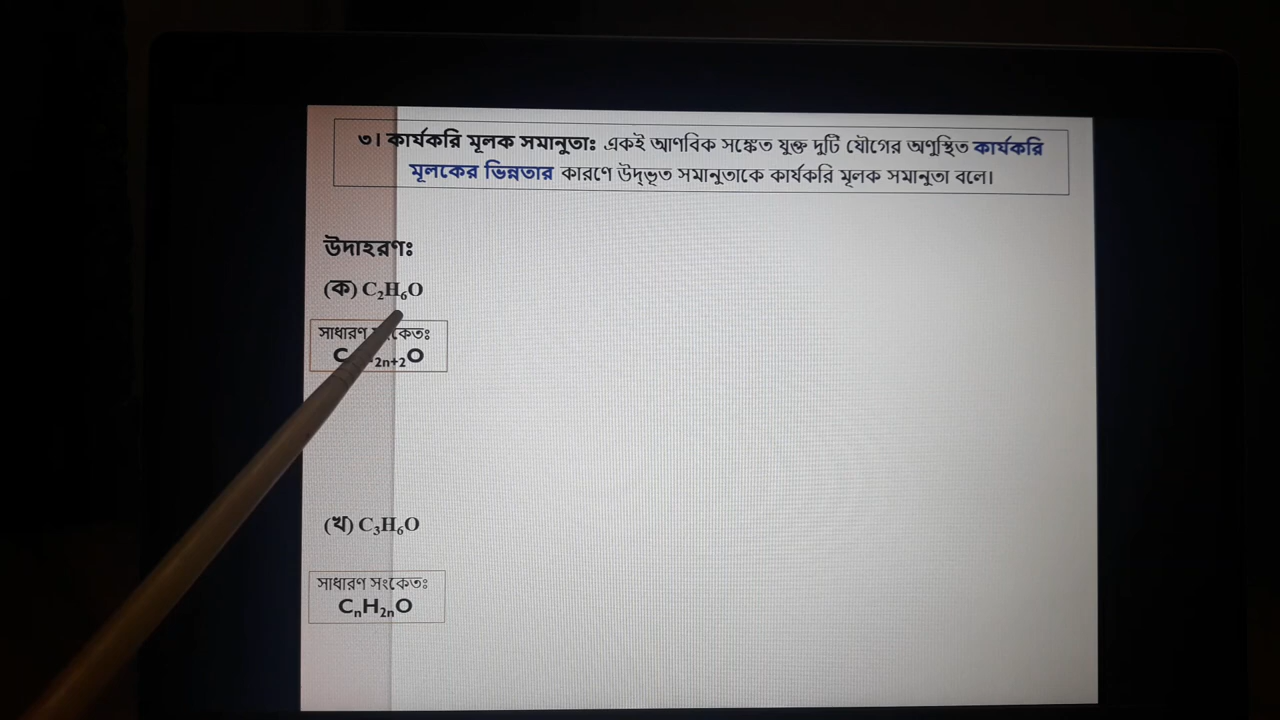 ৩। কার্যকরি মূলক সমানুতাঃ একই আণবিক সঙ্কেত যুক্ত দুটি যৌগের অণুস্থিত কার্যকরি
মূলকের ভিন্নতার কারণে উদ্ভূত সমানুতাকে কার্যকরি মূলক সমানুতা বলে।
উদাহরণঃ
(ক) C₂H₆O
সাধারণ
₂ₙ₊₂O
(খ) C₃H₆O
সাধারণ সংকেতঃ
CₙH₂ₙO